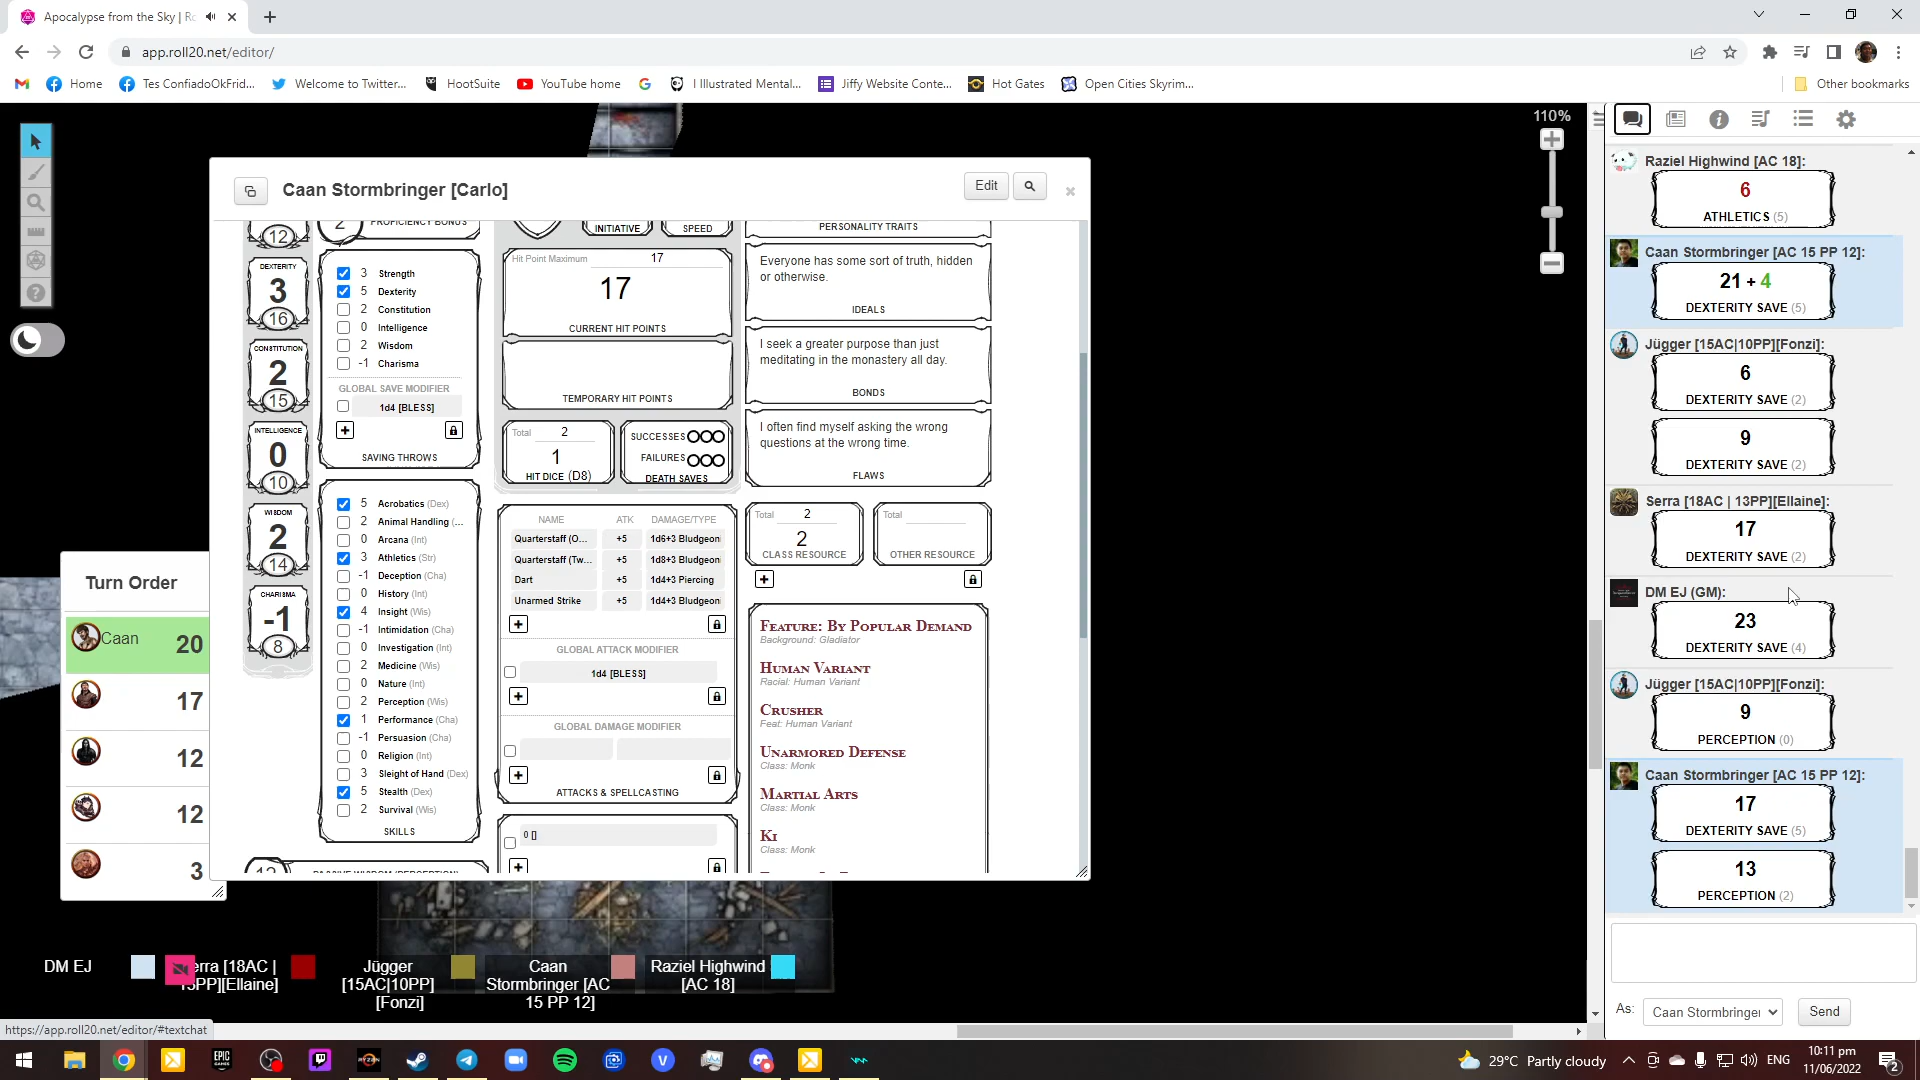 Apocalypse from the Sky | Ro
app.roll20.net/editor/
Home
Tes ConfiadoOkFrid...
Welcome to Twitter...
HootSuite
YouTube home
I Illustrated Mental...
Jiffy Website Conte...
Hot Gates
Open Cities Skyrim...
Other bookmarks
110%
Caan Stormbringer [Carlo]
Edit
12
2
PROFICIENCY BONUS
DEXTERITY
3
16
CONSTITUTION
2
15
INTELLIGENCE
0
10
WISDOM
2
14
CHARISMA
-1
8
3 Strength
5 Dexterity
2 Constitution
0 Intelligence
2 Wisdom
-1 Charisma
GLOBAL SAVE MODIFIER
1d4 [BLESS]
SAVING THROWS
5 Acrobatics (Dex)
2 Animal Handling (...
0 Arcana (Int)
3 Athletics (Str)
-1 Deception (Cha)
0 History (Int)
4 Insight (Wis)
-1 Intimidation (Cha)
0 Investigation (Int)
2 Medicine (Wis)
0 Nature (Int)
2 Perception (Wis)
1 Performance (Cha)
-1 Persuasion (Cha)
0 Religion (Int)
3 Sleight of Hand (Dex)
5 Stealth (Dex)
2 Survival (Wis)
SKILLS
12
PASSIVE WISDOM (PERCEPTION)
INITIATIVE
SPEED
Hit Point Maximum 17
17
CURRENT HIT POINTS
TEMPORARY HIT POINTS
Total 2
1
HIT DICE (D8)
SUCCESSES
FAILURES
DEATH SAVES
NAME ATK DAMAGE/TYPE
Quarterstaff (O... +5 1d6+3 Bludgeoni
Quarterstaff (Tw... +5 1d8+3 Bludgeoni
Dart +5 1d4+3 Piercing
Unarmed Strike +5 1d4+3 Bludgeoni
GLOBAL ATTACK MODIFIER
1d4 [BLESS]
GLOBAL DAMAGE MODIFIER
ATTACKS & SPELLCASTING
0 []
PERSONALITY TRAITS
Everyone has some sort of truth, hidden
or otherwise.
IDEALS
I seek a greater purpose than just
meditating in the monastery all day.
BONDS
I often find myself asking the wrong
questions at the wrong time.
FLAWS
Total 2
2
CLASS RESOURCE
Total
OTHER RESOURCE
FEATURE: BY POPULAR DEMAND
Background: Gladiator
HUMAN VARIANT
Racial: Human Variant
CRUSHER
Feat: Human Variant
UNARMORED DEFENSE
Class: Monk
MARTIAL ARTS
Class: Monk
KI
Class: Monk
Turn Order
Caan 20
17
12
12
3
DM EJ
erra [18AC |
13PP][Ellaine]
Jügger
[15AC|10PP]
[Fonzi]
Caan
Stormbringer [AC
15 PP 12]
Raziel Highwind
[AC 18]
https://app.roll20.net/editor/#textchat
Raziel Highwind [AC 18]:
6
ATHLETICS (5)
Caan Stormbringer [AC 15 PP 12]:
21 + 4
DEXTERITY SAVE (5)
Jügger [15AC|10PP][Fonzi]:
6
DEXTERITY SAVE (2)
9
DEXTERITY SAVE (2)
Serra [18AC | 13PP][Ellaine]:
17
DEXTERITY SAVE (2)
DM EJ (GM):
23
DEXTERITY SAVE (4)
Jügger [15AC|10PP][Fonzi]:
9
PERCEPTION (0)
Caan Stormbringer [AC 15 PP 12]:
17
DEXTERITY SAVE (5)
13
PERCEPTION (2)
As:
Caan Stormbringer
Send
EPIC GAMES
RYZEN
29°C Partly cloudy
ENG
10:11 pm
11/06/2022
2